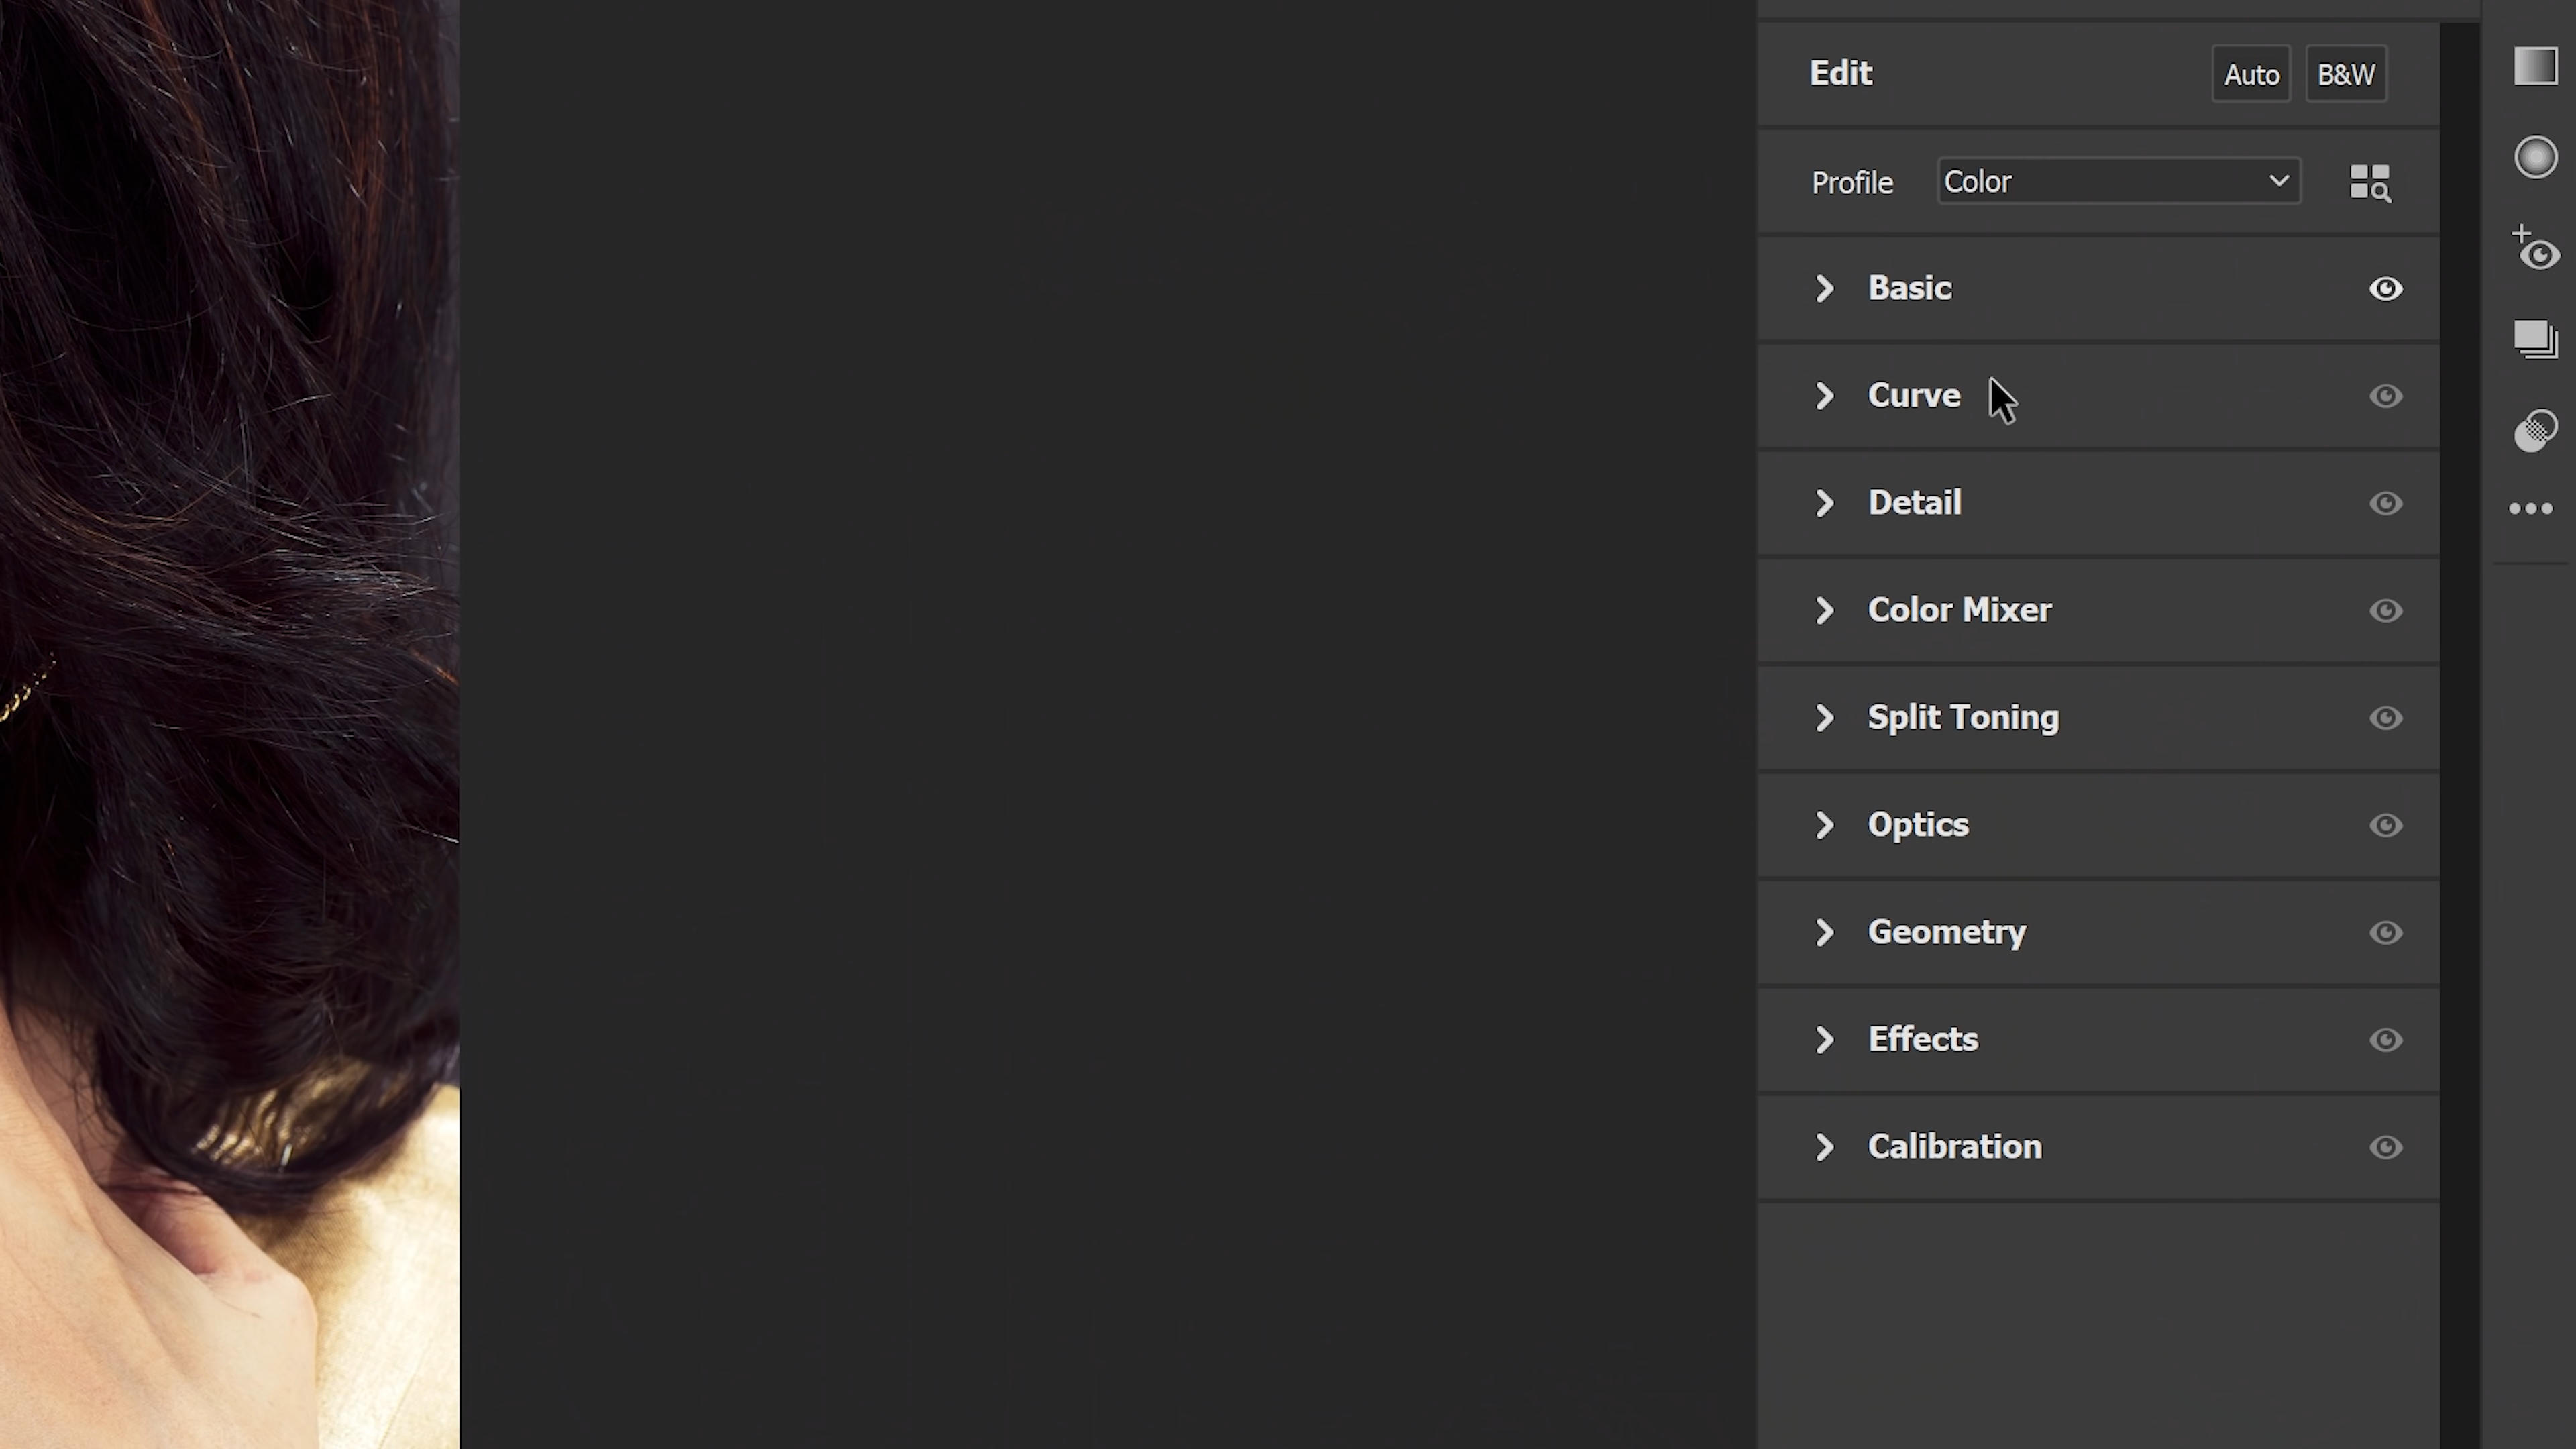 Edit
Auto B&W
Profile Color
Basic
Curve
Detail
Color Mixer
Split Toning
Optics
Geometry
Effects
Calibration